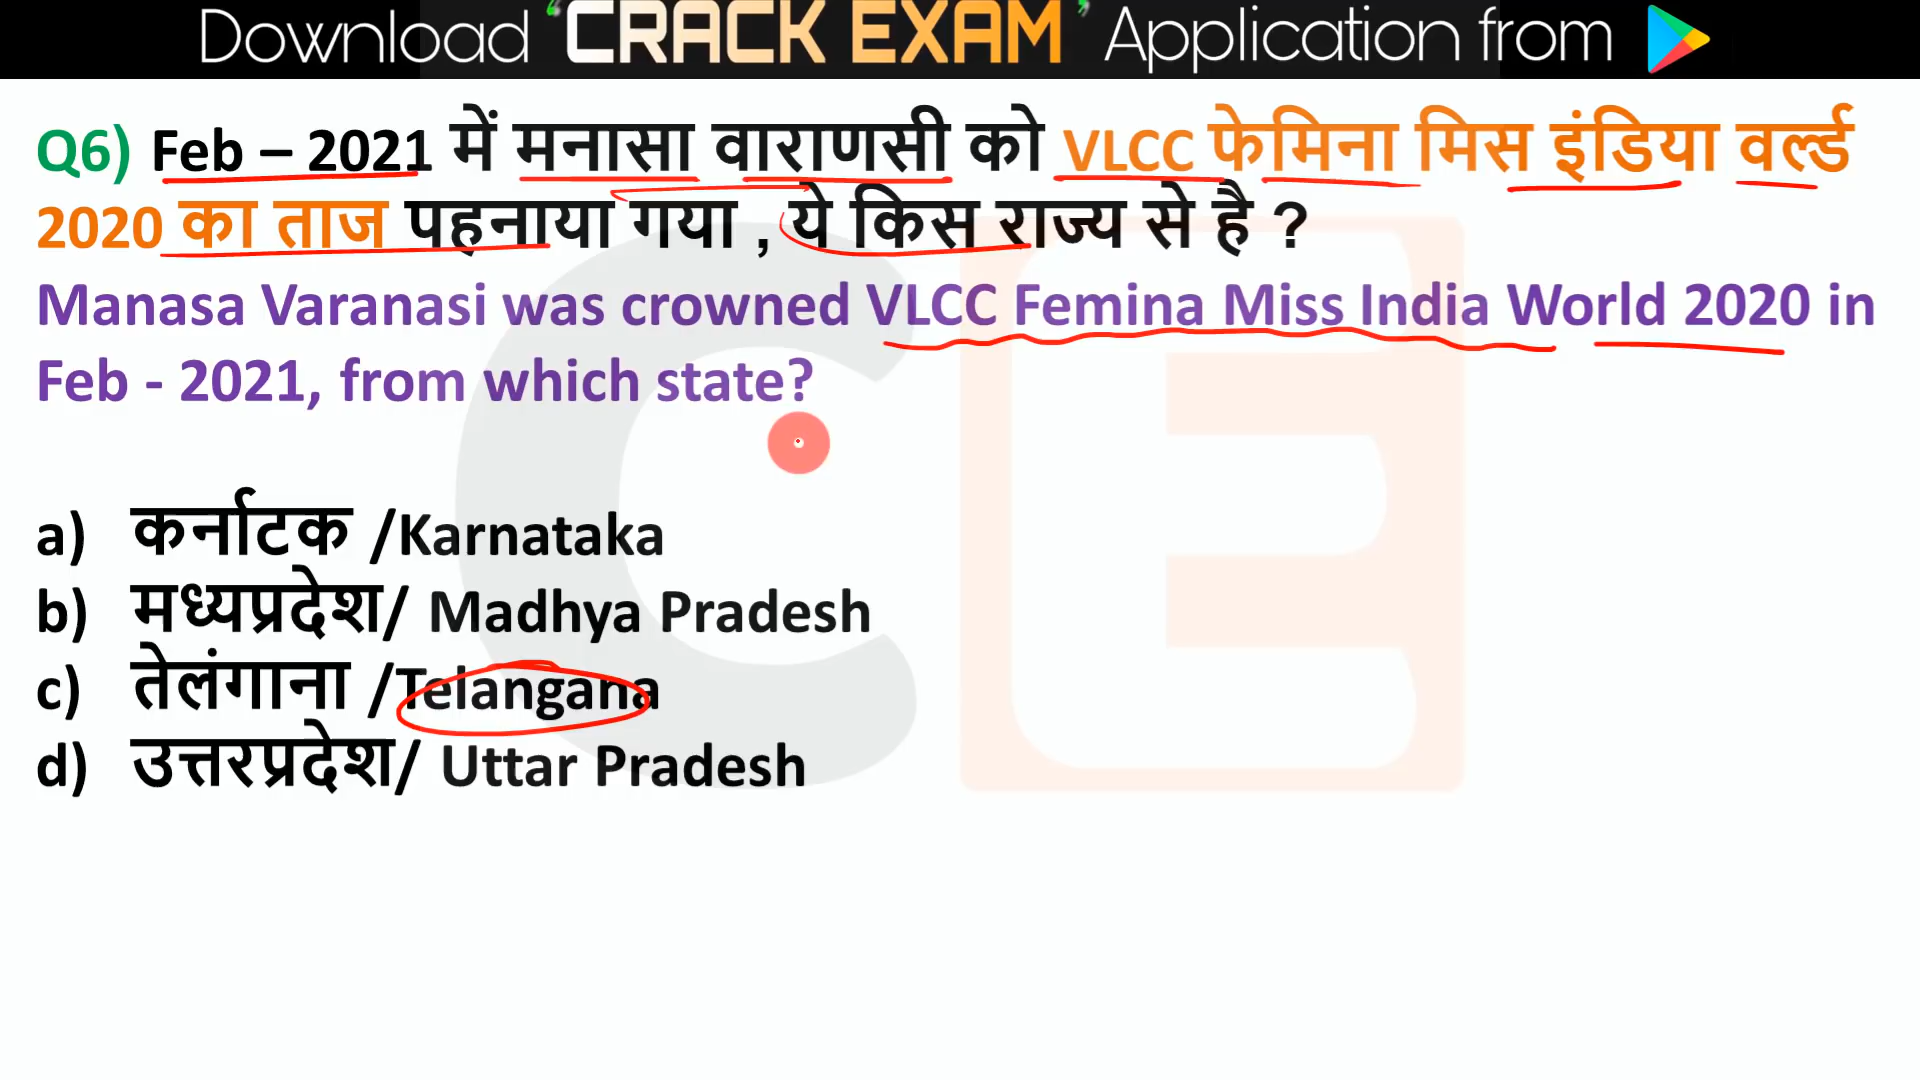 Download ‘CRACK EXAM’ Application from
Q6) Feb – 2021 में मनासा वाराणसी को VLCC फेमिना मिस इंडिया वर्ल्ड
2020 का ताज पहनाया गया , ये किस राज्य से है ?
Manasa Varanasi was crowned VLCC Femina Miss India World 2020 in
Feb - 2021, from which state?
a) कर्नाटक /Karnataka
b) मध्यप्रदेश/ Madhya Pradesh
c) तेलंगाना /Telangana
d) उत्तरप्रदेश/ Uttar Pradesh
CE